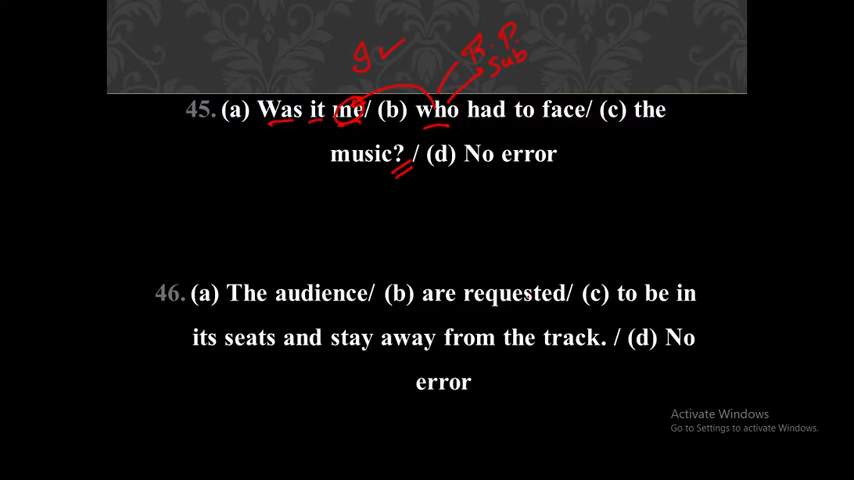 I R.P.
Sub
45. (a) Was it me/ (b) who had to face/ (c) the
music? / (d) No error
46. (a) The audience/ (b) are requested/ (c) to be in
its seats and stay away from the track. / (d) No
error
Activate Windows
Go to Settings to activate Windows.